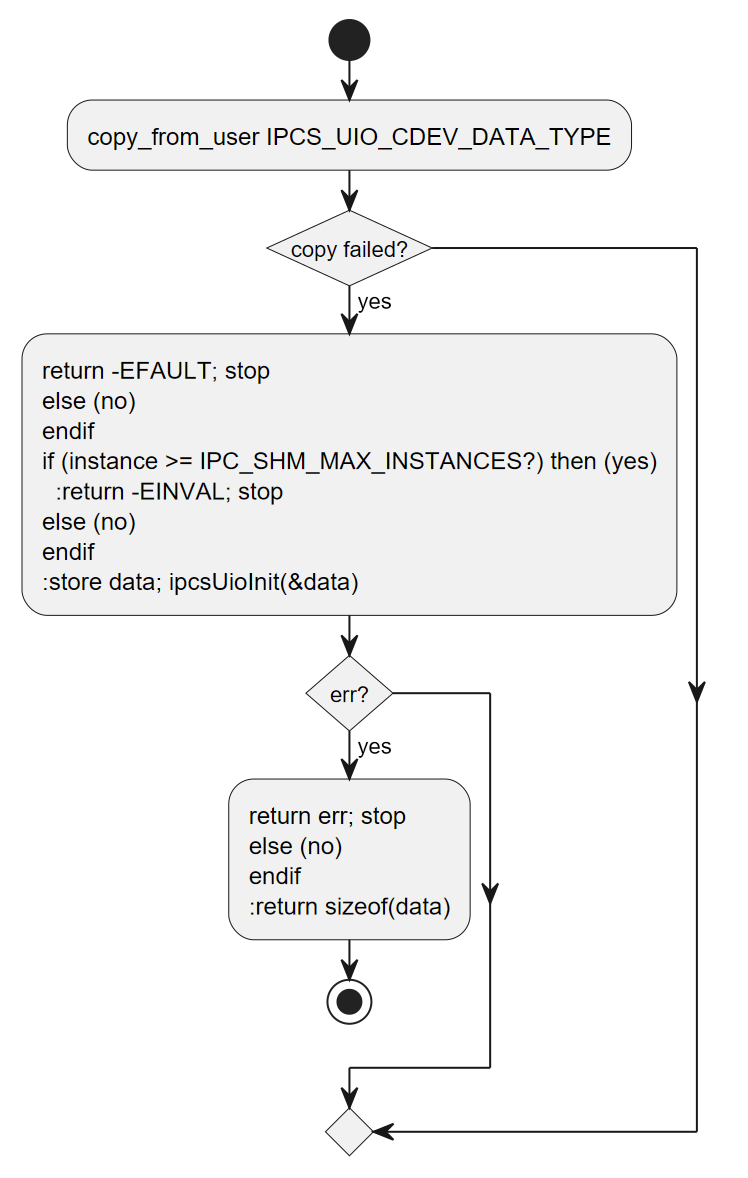 copy_from_user IPCS_UIO_CDEV_DATA_TYPE
copy failed?
yes
return -EFAULT; stop
else (no)
endif
if (instance >= IPC_SHM_MAX_INSTANCES?) then (yes)
  :return -EINVAL; stop
else (no)
endif
:store data; ipcsUioInit(&data)
err?
yes
return err; stop
else (no)
endif
:return sizeof(data)